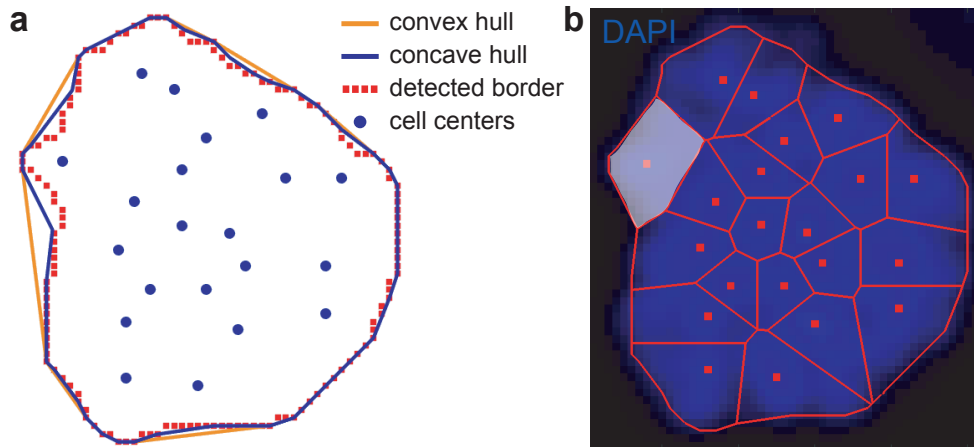 a
convex hull
concave hull
detected border
cell centers
b
DAPI